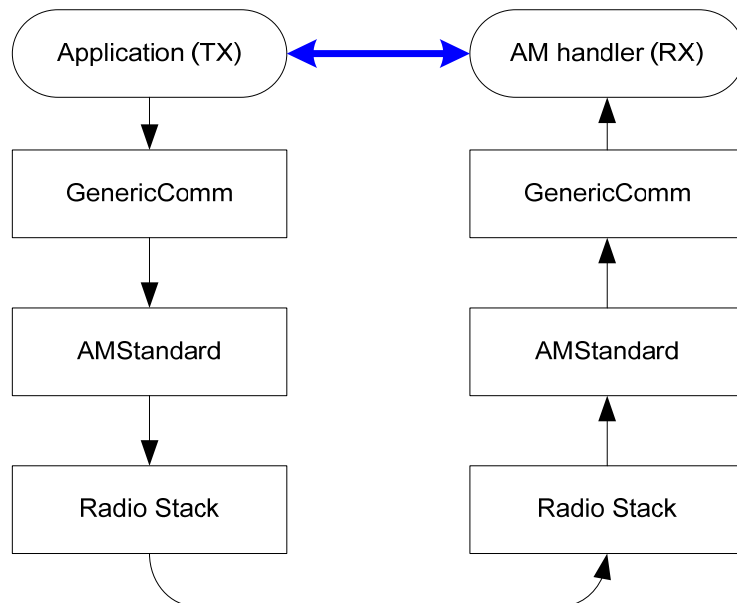 Application (TX)
AM handler (RX)
GenericComm
GenericComm
AMStandard
AMStandard
Radio Stack
Radio Stack